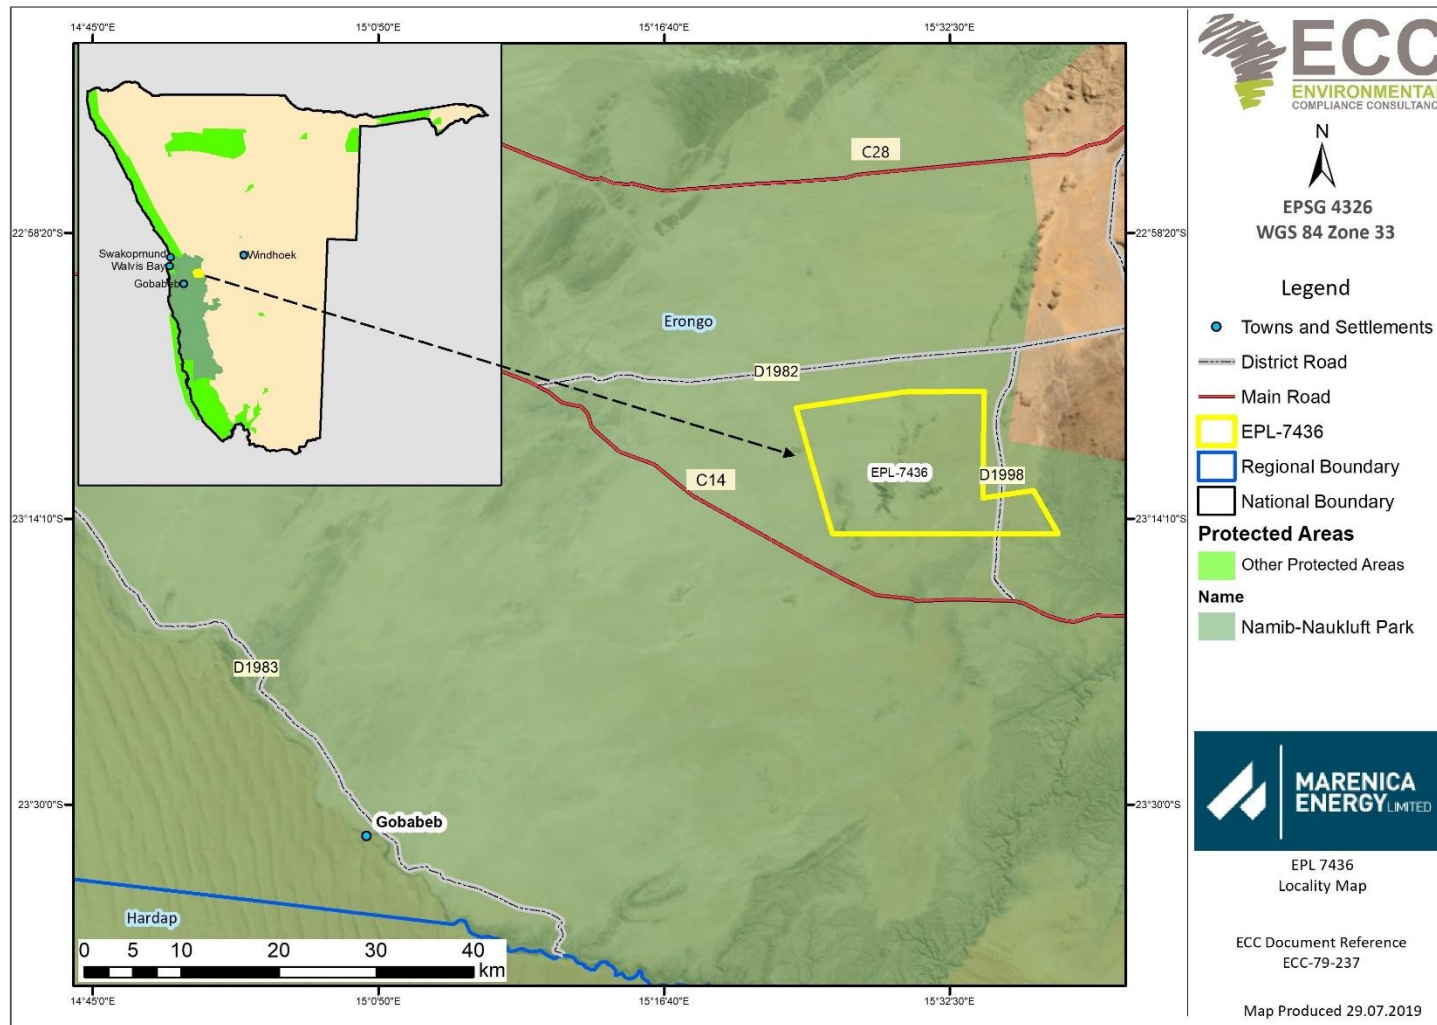 14°45'0"E
15°0'50"E
15°16'40"E
15°32'30"E
22°58'20"S
23°14'10"S
23°30'0"S
22°58'20"S
23°14'10"S
23°30'0"S
14°45'0"E
15°0'50"E
15°16'40"E
15°32'30"E
Swakopmund
Walvis Bay
Gobabeb
Windhoek
C28
Erongo
D1982
C14
EPL-7436
D1998
D1983
Gobabeb
Hardap
0 5 10 20 30 40
km
ECC
ENVIRONMENTAL
COMPLIANCE CONSULTANCY
N
EPSG 4326
WGS 84 Zone 33
Legend
Towns and Settlements
District Road
Main Road
EPL-7436
Regional Boundary
National Boundary
Protected Areas
Other Protected Areas
Name
Namib-Naukluft Park
MARENICA
ENERGY LIMITED
EPL 7436
Locality Map
ECC Document Reference
ECC-79-237
Map Produced 29.07.2019